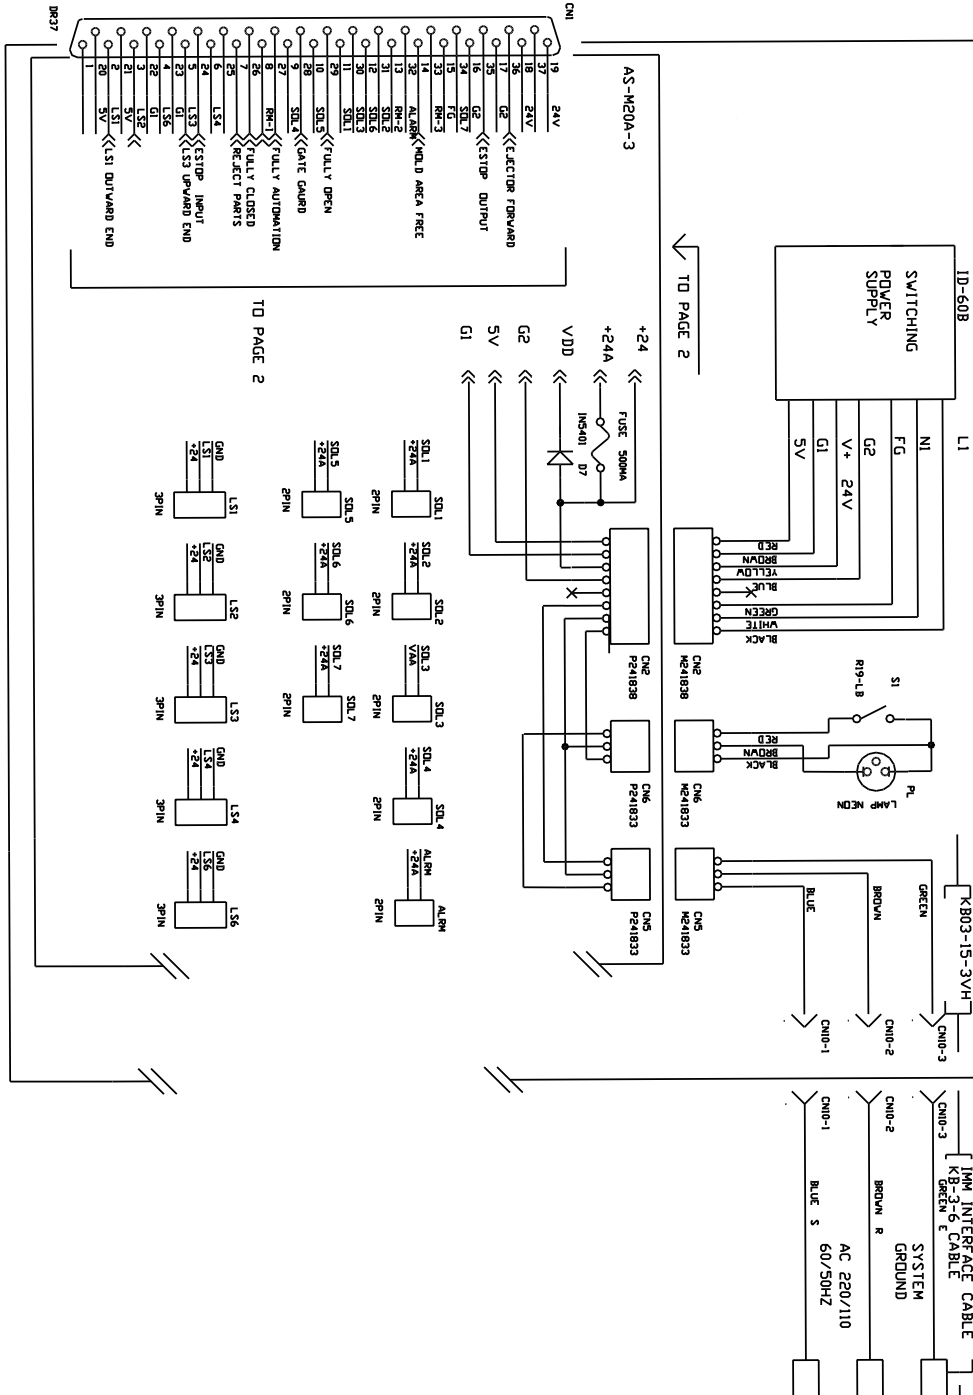 CN1
DR37
AS-M20A-3
19
37
18
36
17
35
16
34
15
33
14
32
13
31
12
30
11
29
10
28
9
27
8
26
7
25
6
24
5
23
4
22
3
21
2
20
1
24V
24V
G2
G2
SOL7
FG
RM-3
ALARM
RM-2
SOL2
SOL6
SOL3
SOL1
SOL5
SOL4
RM-1
LS4
LS3
G1
LS6
G1
LS2
5V
LS1
5V
EJECTOR FORWARD
ESTOP OUTPUT
MOLD AREA FREE
FULLY OPEN
GATE GAURD
FULLY AUTOMATION
FULLY CLOSED
REJECT PARTS
ESTOP INPUT
LS3 UPWARD END
LS1 OUTWARD END
TO PAGE 2
TO PAGE 2
ID-60B
SWITCHING
POWER
SUPPLY
L1
N1
FG
G2
V+ 24V
G1
5V
+24
+24A
VDD
G2
5V
G1
FUSE 500MA
IN5401
D7
RED
BROWN
YELLOW
BLUE
GREEN
WHITE
BLACK
CN2
M241838
CN2
P241838
S1
R19-LB
PL
LAMP NEON
RED
BROWN
BLACK
CN6
M241833
CN6
P241833
CN5
M241833
CN5
P241833
GREEN
BROWN
BLUE
KB03-15-3VH
CN10-3
CN10-2
CN10-1
CN10-3
CN10-2
CN10-1
IMM INTERFACE CABLE
KB-3-6 CABLE
GREEN E
BROWN R
BLUE S
SYSTEM
GROUND
AC 220/110
60/50HZ
SOL1
+24A
SOL1
2PIN
SOL2
+24A
SOL2
2PIN
SOL3
VAA
SOL3
2PIN
SOL4
+24A
SOL4
2PIN
ALRM
+24A
ALRM
2PIN
SOL5
+24A
SOL5
2PIN
SOL6
+24A
SOL6
2PIN
SOL7
+24A
SOL7
2PIN
GND
LS1
+24
LS1
3PIN
GND
LS2
+24
LS2
3PIN
GND
LS3
+24
LS3
3PIN
GND
LS4
+24
LS4
3PIN
GND
LS6
+24
LS6
3PIN